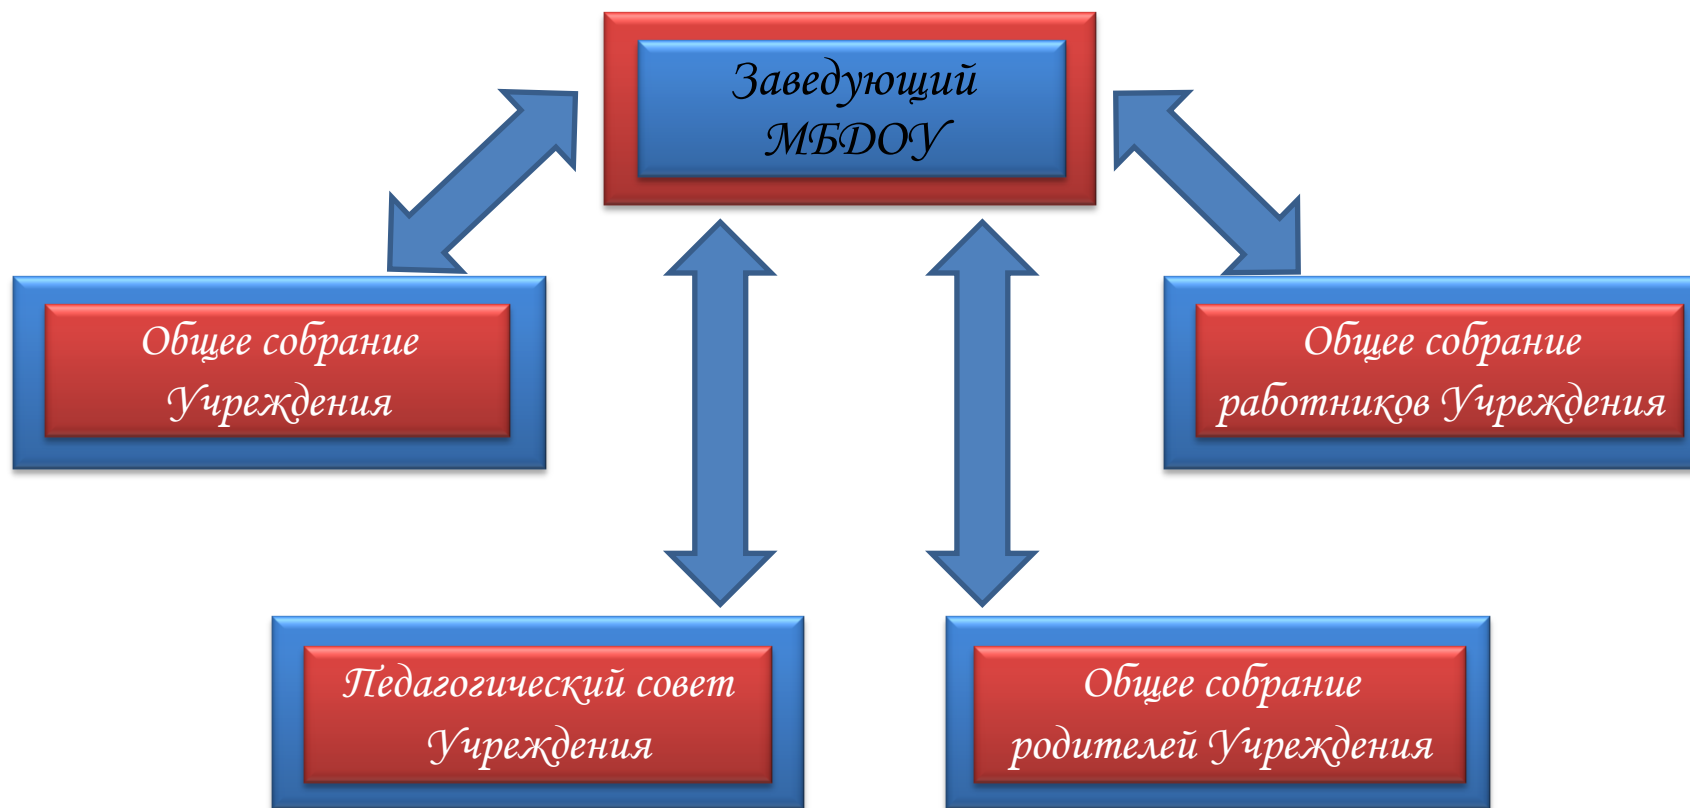 Заведующий
МБДОУ
Общее собрание
Учреждения
Общее собрание
работников Учреждения
Педагогический совет
Учреждения
Общее собрание
родителей Учреждения